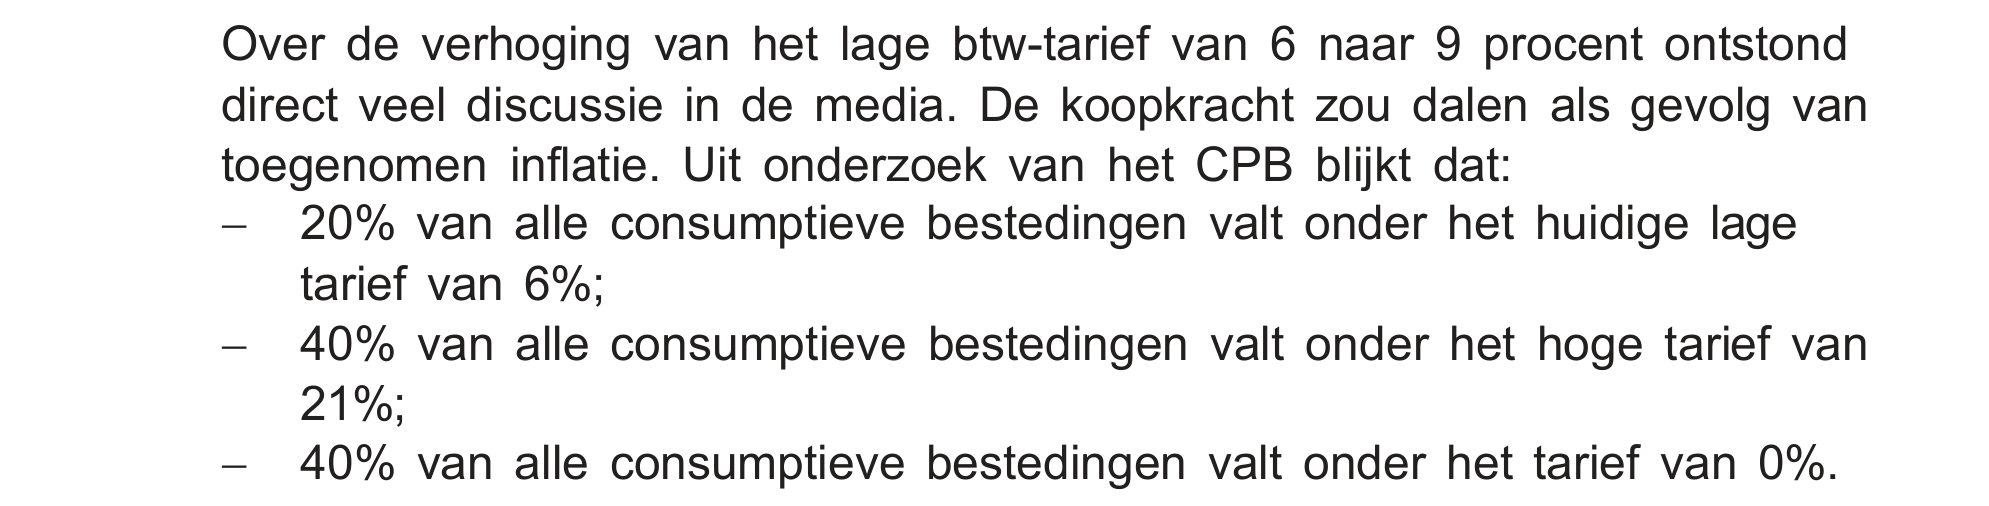 Over de verhoging van het lage btw-tarief van 6 naar 9 procent ontstond
direct veel discussie in de media. De koopkracht zou dalen als gevolg van
toegenomen inflatie. Uit onderzoek van het CPB blijkt dat:
– 20% van alle consumptieve bestedingen valt onder het huidige lage
tarief van 6%;
– 40% van alle consumptieve bestedingen valt onder het hoge tarief van
21%;
– 40% van alle consumptieve bestedingen valt onder het tarief van 0%.